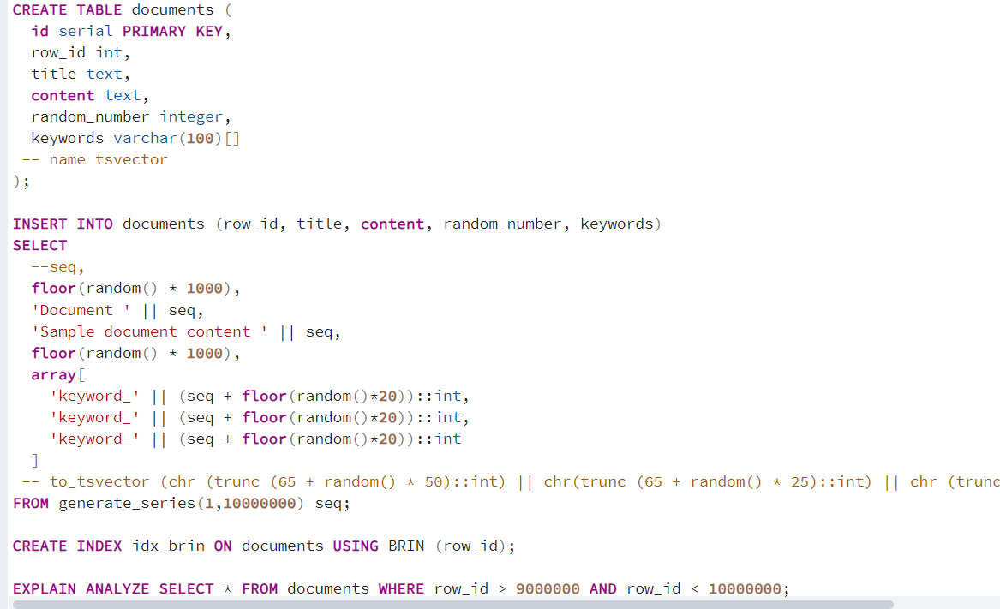 CREATE TABLE documents (
id serial PRIMARY KEY,
row_id int,
title text,
content text,
random_number integer,
keywords varchar(100)[]
-- name tsvector
);
INSERT INTO documents (row_id, title, content, random_number, keywords)
SELECT
--seq,
floor(random() * 1000),
'Document ' || seq,
'Sample document content ' || seq,
floor(random() * 1000),
array[
'keyword_' || (seq + floor(random()*20))::int,
'keyword_' || (seq + floor(random()*20))::int,
'keyword_' || (seq + floor(random()*20))::int
]
-- to_tsvector (chr (trunc (65 + random() * 50)::int) || chr(trunc (65 + random() * 25)::int) || chr (trunc
FROM generate_series(1,10000000) seq;
CREATE INDEX idx_brin ON documents USING BRIN (row_id);
EXPLAIN ANALYZE SELECT * FROM documents WHERE row_id > 9000000 AND row_id < 10000000;